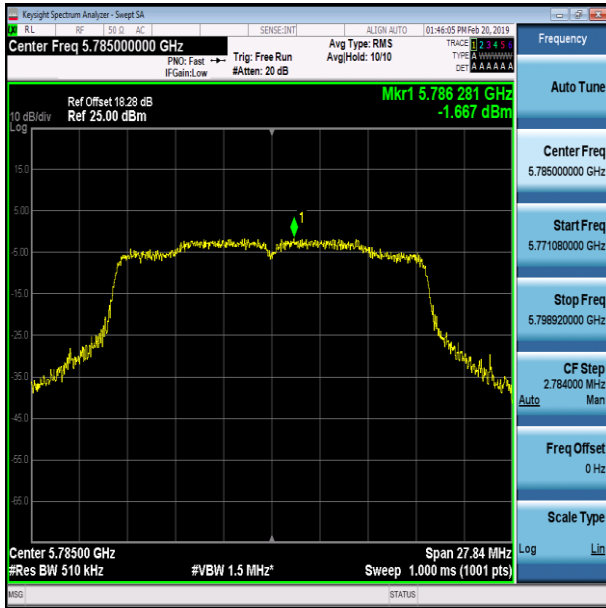 Keysight Spectrum Analyzer - Swept SA
RL RF 50 Ω AC SENSE:INT ALIGN AUTO 01:46:05 PM Feb 20, 2019
Center Freq 5.785000000 GHz
PNO: Fast
IFGain:Low
Trig: Free Run
#Atten: 20 dB
Avg Type: RMS
Avg|Hold: 10/10
TRACE 1 2 3 4 5 6
TYPE A WWWWW
DET A A A A A A
Frequency
Auto Tune
Center Freq
5.785000000 GHz
Start Freq
5.771080000 GHz
Stop Freq
5.798920000 GHz
CF Step
2.784000 MHz
Auto Man
Freq Offset
0 Hz
Scale Type
Log Lin
Ref Offset 18.28 dB
10 dB/div Ref 25.00 dBm
Log
Mkr1 5.786 281 GHz
-1.667 dBm
15.0
5.00
-5.00
-15.0
-25.0
-35.0
-45.0
-55.0
-65.0
1
Center 5.78500 GHz Span 27.84 MHz
#Res BW 510 kHz #VBW 1.5 MHz* Sweep 1.000 ms (1001 pts)
MSG STATUS